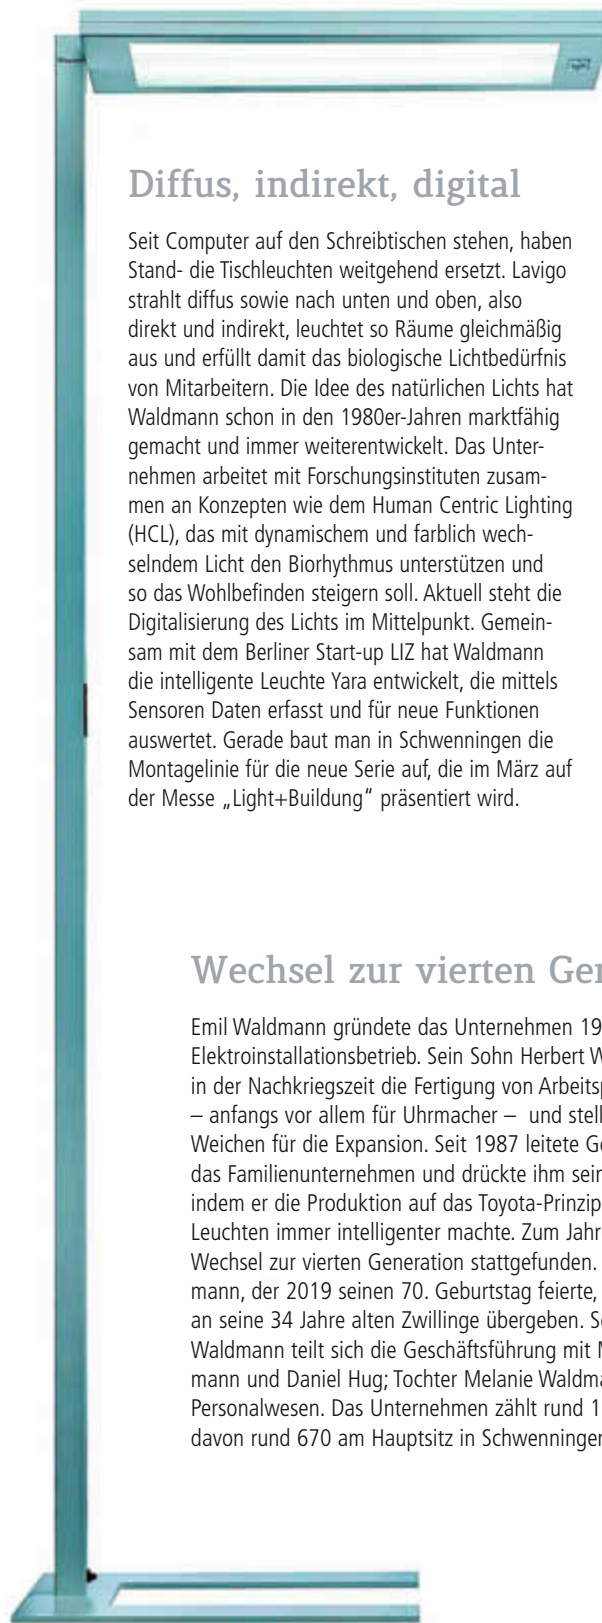 Diffus, indirekt, digital
Seit Computer auf den Schreibtischen stehen, haben
Stand- die Tischleuchten weitgehend ersetzt. Lavigo
strahlt diffus sowie nach unten und oben, also
direkt und indirekt, leuchtet so Räume gleichmäßig
aus und erfüllt damit das biologische Lichtbedürfnis
von Mitarbeitern. Die Idee des natürlichen Lichts hat
Waldmann schon in den 1980er-Jahren marktfähig
gemacht und immer weiterentwickelt. Das Unter-
nehmen arbeitet mit Forschungsinstituten zusam-
men an Konzepten wie dem Human Centric Lighting
(HCL), das mit dynamischem und farblich wech-
selndem Licht den Biorhythmus unterstützen und
so das Wohlbefinden steigern soll. Aktuell steht die
Digitalisierung des Lichts im Mittelpunkt. Gemein-
sam mit dem Berliner Start-up LIZ hat Waldmann
die intelligente Leuchte Yara entwickelt, die mittels
Sensoren Daten erfasst und für neue Funktionen
auswertet. Gerade baut man in Schwenningen die
Montagelinie für die neue Serie auf, die im März auf
der Messe „Light+Buildung" präsentiert wird.
Wechsel zur vierten Ger
Emil Waldmann gründete das Unternehmen 19
Elektroinstallationsbetrieb. Sein Sohn Herbert W
in der Nachkriegszeit die Fertigung von Arbeitsp
– anfangs vor allem für Uhrmacher – und stell
Weichen für die Expansion. Seit 1987 leitete Ge
das Familienunternehmen und drückte ihm sein
indem er die Produktion auf das Toyota-Prinzip
Leuchten immer intelligenter machte. Zum Jahr
Wechsel zur vierten Generation stattgefunden.
mann, der 2019 seinen 70. Geburtstag feierte,
an seine 34 Jahre alten Zwillinge übergeben. So
Waldmann teilt sich die Geschäftsführung mit M
mann und Daniel Hug; Tochter Melanie Waldma
Personalwesen. Das Unternehmen zählt rund 1
davon rund 670 am Hauptsitz in Schwenningen